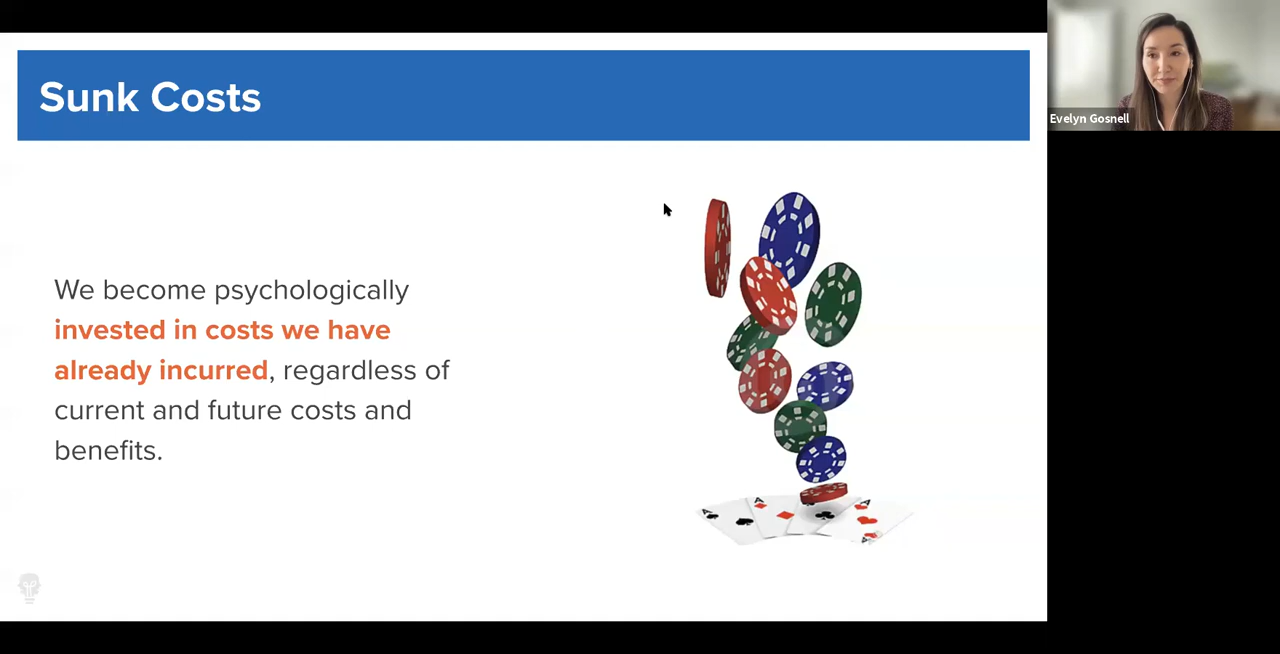 Sunk Costs
Evelyn Gosnell
We become psychologically
invested in costs we have
already incurred, regardless of
current and future costs and
benefits.
A
A
A
A